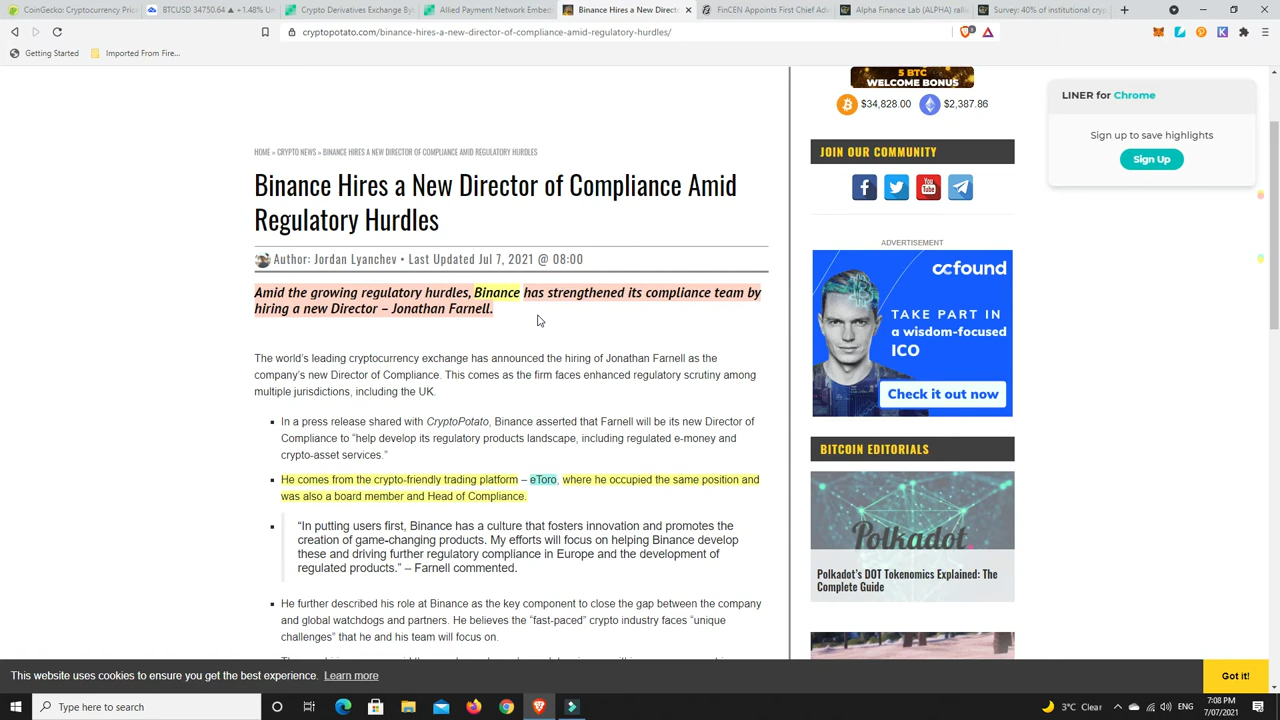 CoinGecko: Cryptocurrency Pric
BTCUSD 34750.64 ▲ +1.48% Un
Crypto Derivatives Exchange By
Allied Payment Network Embe
Binance Hires a New Directo
FinCEN Appoints First Chief Adv
Alpha Finance Lab (ALPHA) rallie
Survey: 40% of institutional cryp
cryptopotato.com/binance-hires-a-new-director-of-compliance-amid-regulatory-hurdles/
Getting Started
Imported From Fire...
5 BTC
WELCOME BONUS
$34,828.00
$2,387.86
LINER for Chrome
Sign up to save highlights
Sign Up
HOME » CRYPTO NEWS » BINANCE HIRES A NEW DIRECTOR OF COMPLIANCE AMID REGULATORY HURDLES
Binance Hires a New Director of Compliance Amid
Regulatory Hurdles
Author: Jordan Lyanchev • Last Updated Jul 7, 2021 @ 08:00
Amid the growing regulatory hurdles, Binance has strengthened its compliance team by
hiring a new Director – Jonathan Farnell.
The world's leading cryptocurrency exchange has announced the hiring of Jonathan Farnell as the
company's new Director of Compliance. This comes as the firm faces enhanced regulatory scrutiny among
multiple jurisdictions, including the UK.
In a press release shared with CryptoPotato, Binance asserted that Farnell will be its new Director of
Compliance to “help develop its regulatory products landscape, including regulated e-money and
crypto-asset services.”
He comes from the crypto-friendly trading platform – eToro, where he occupied the same position and
was also a board member and Head of Compliance.
“In putting users first, Binance has a culture that fosters innovation and promotes the
creation of game-changing products. My efforts will focus on helping Binance develop
these and driving further regulatory compliance in Europe and the development of
regulated products.” – Farnell commented.
He further described his role at Binance as the key component to close the gap between the company
and global watchdogs and partners. He believes the “fast-paced” crypto industry faces “unique
challenges” that he and his team will focus on.
JOIN OUR COMMUNITY
You
Tube
ADVERTISEMENT
ccfound
TAKE PART IN
a wisdom-focused
ICO
Check it out now
BITCOIN EDITORIALS
Polkadot.
Polkadot's DOT Tokenomics Explained: The
Complete Guide
This website uses cookies to ensure you get the best experience. Learn more
Got it!
Type here to search
3°C Clear
ENG
7:08 PM
7/07/2021